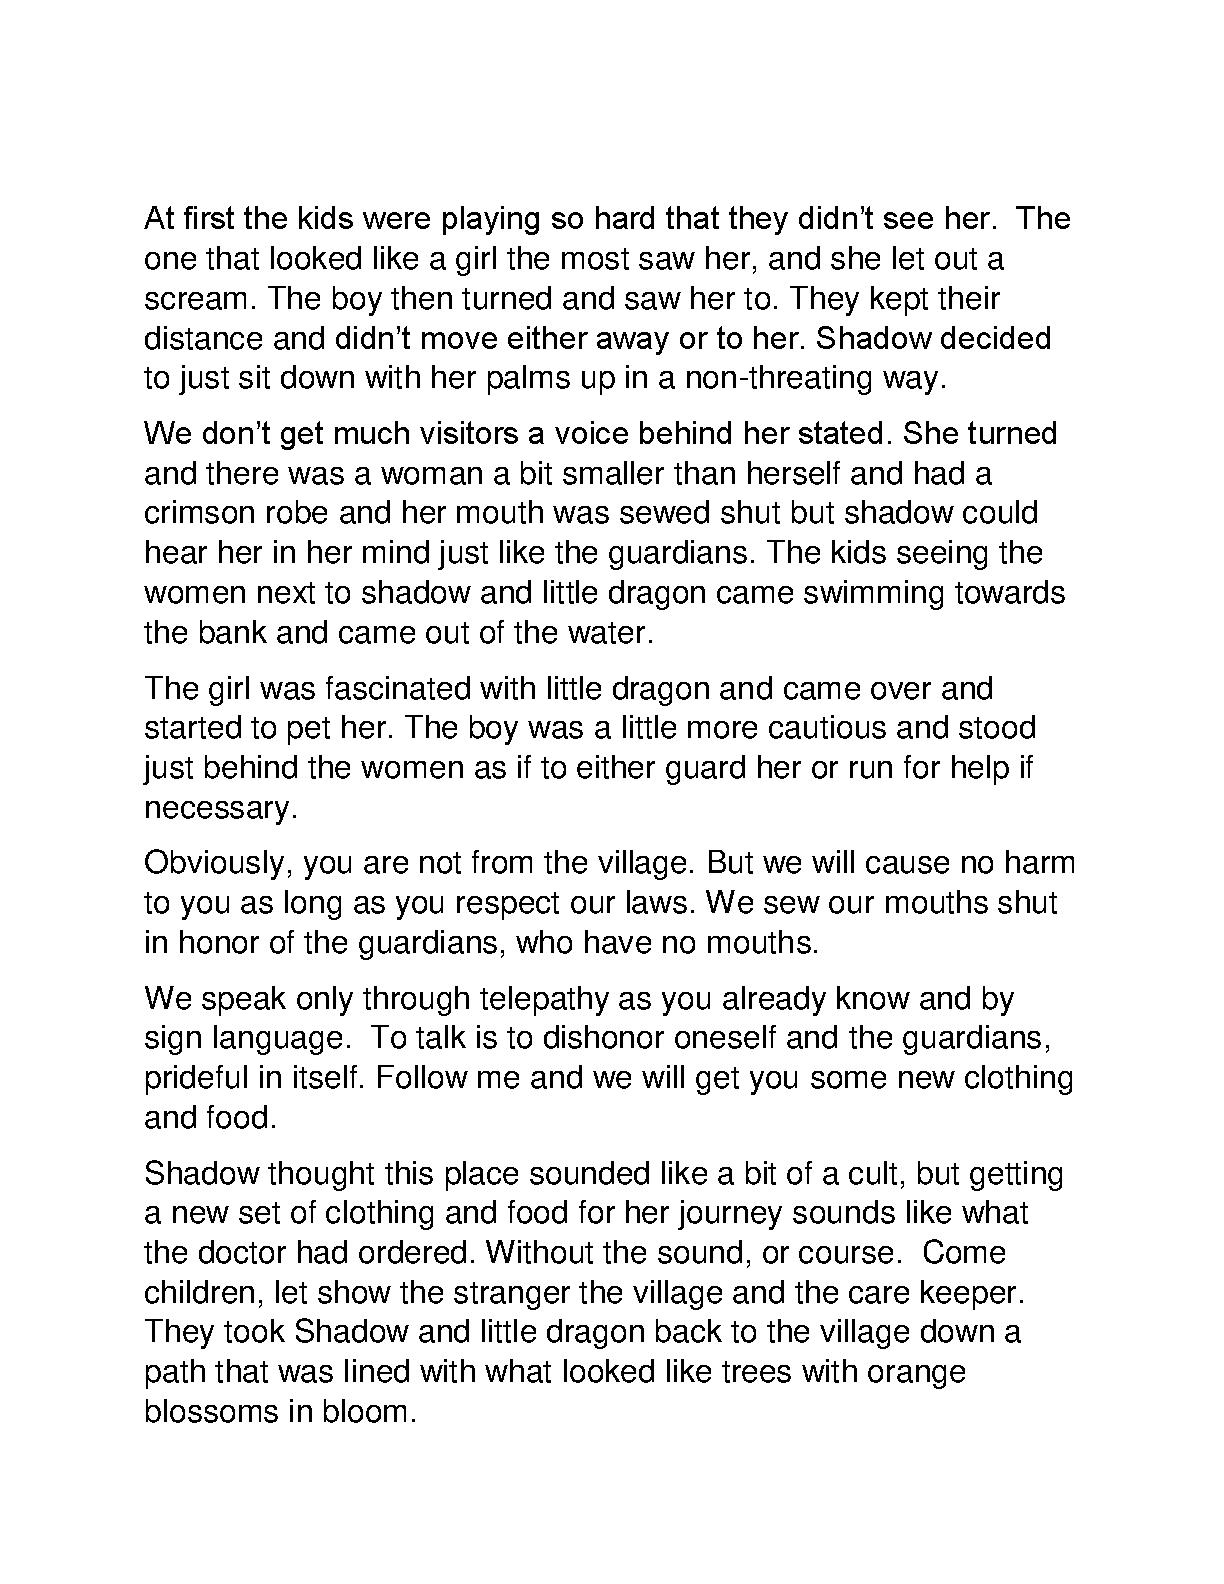 At first the kids were playing so hard that they didn’t see her.  The
one that looked like a girl the most saw her, and she let out a
scream. The boy then turned and saw her to. They kept their
distance and didn’t move either away or to her. Shadow decided
to just sit down with her palms up in a non-threating way.
We don’t get much visitors a voice behind her stated. She turned
and there was a woman a bit smaller than herself and had a
crimson robe and her mouth was sewed shut but shadow could
hear her in her mind just like the guardians. The kids seeing the
women next to shadow and little dragon came swimming towards
the bank and came out of the water.
The girl was fascinated with little dragon and came over and
started to pet her. The boy was a little more cautious and stood
just behind the women as if to either guard her or run for help if
necessary.
Obviously, you are not from the village. But we will cause no harm
to you as long as you respect our laws. We sew our mouths shut
in honor of the guardians, who have no mouths.
We speak only through telepathy as you already know and by
sign language.  To talk is to dishonor oneself and the guardians,
prideful in itself. Follow me and we will get you some new clothing
and food.
Shadow thought this place sounded like a bit of a cult, but getting
a new set of clothing and food for her journey sounds like what
the doctor had ordered. Without the sound, or course.  Come
children, let show the stranger the village and the care keeper.
They took Shadow and little dragon back to the village down a
path that was lined with what looked like trees with orange
blossoms in bloom.